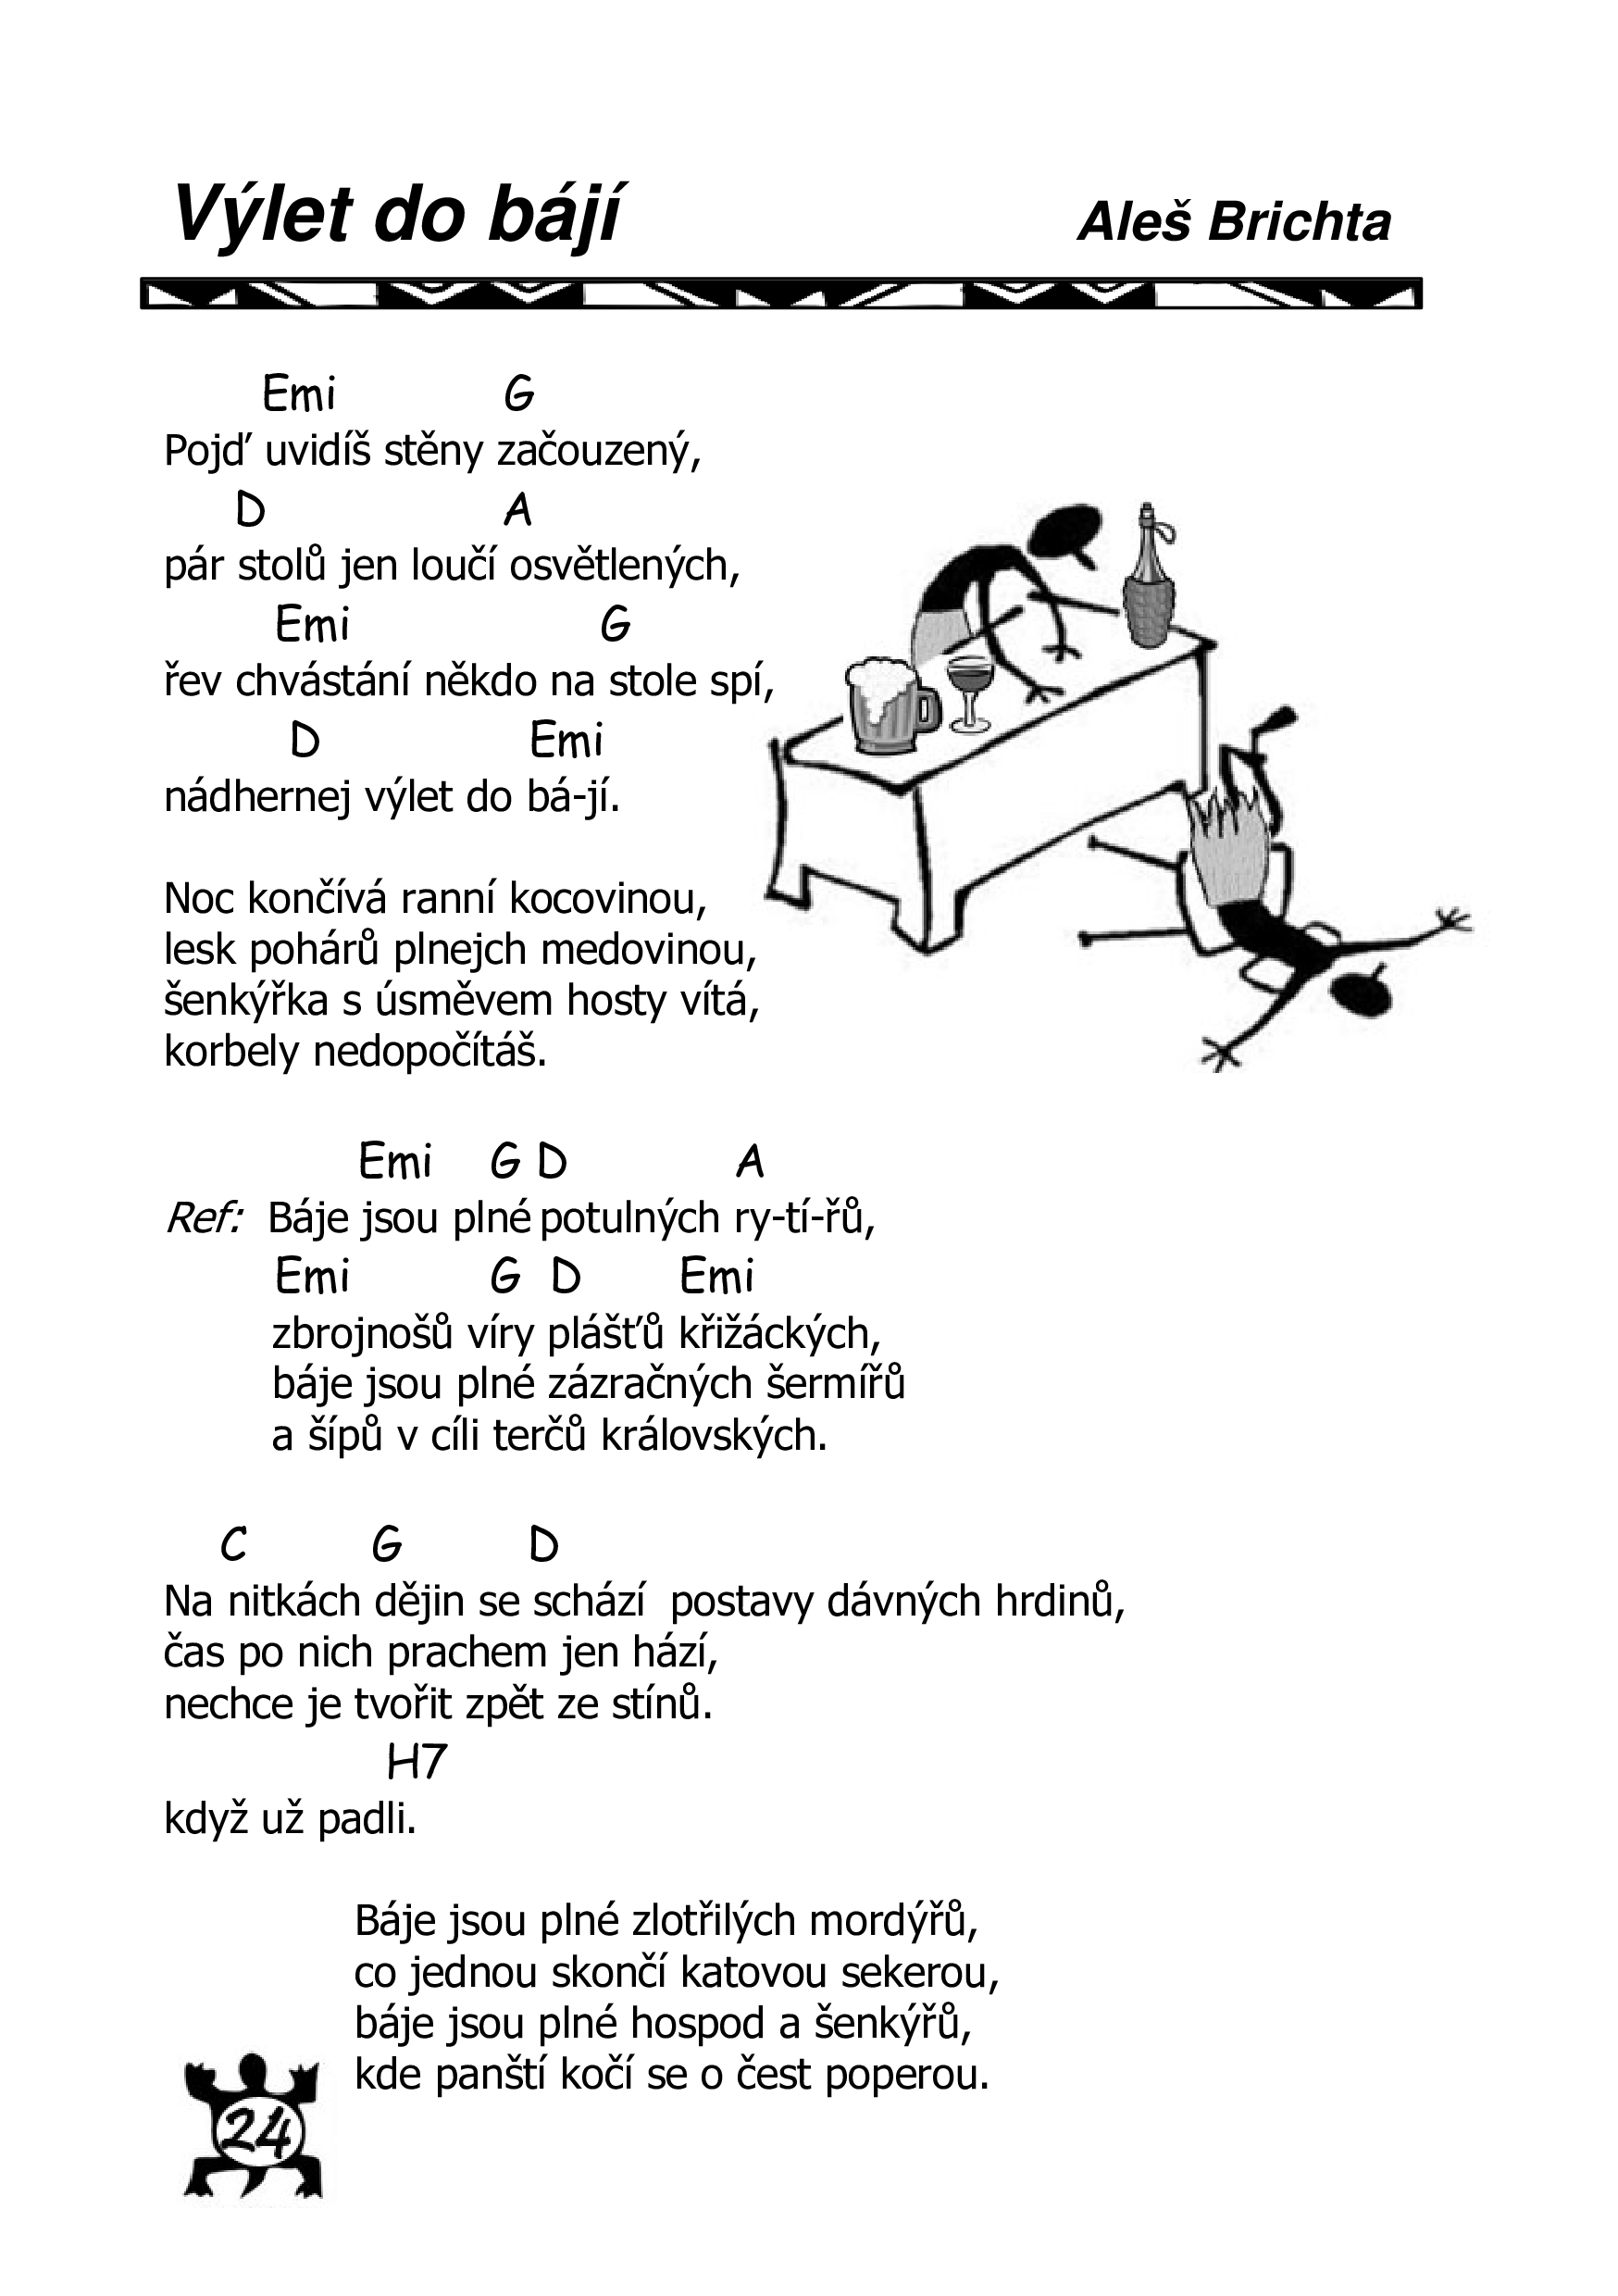 Výlet do bájí Aleš Brichta
Emi G
Pojď uvidíš stěny začouzený,
D A
pár stolů jen loučí osvětlených,
Emi G
řev chvástání někdo na stole spí,
D Emi
nádhernej výlet do bá-jí.
Noc končívá ranní kocovinou,
lesk pohárů plnejch medovinou,
šenkýřka s úsměvem hosty vítá,
korbely nedopočítáš.
Emi G D A
Ref: Báje jsou plné potulných ry-tí-řů,
Emi G D Emi
zbrojnošů víry plášťů křižáckých,
báje jsou plné zázračných šermířů
a šípů v cíli terčů královských.
C G D
Na nitkách dějin se schází postavy dávných hrdinů,
čas po nich prachem jen hází,
nechce je tvořit zpět ze stínů.
H7
když už padli.
Báje jsou plné zlotřilých mordýřů,
co jednou skončí katovou sekerou,
báje jsou plné hospod a šenkýřů,
kde panští kočí se o čest poperou.
24